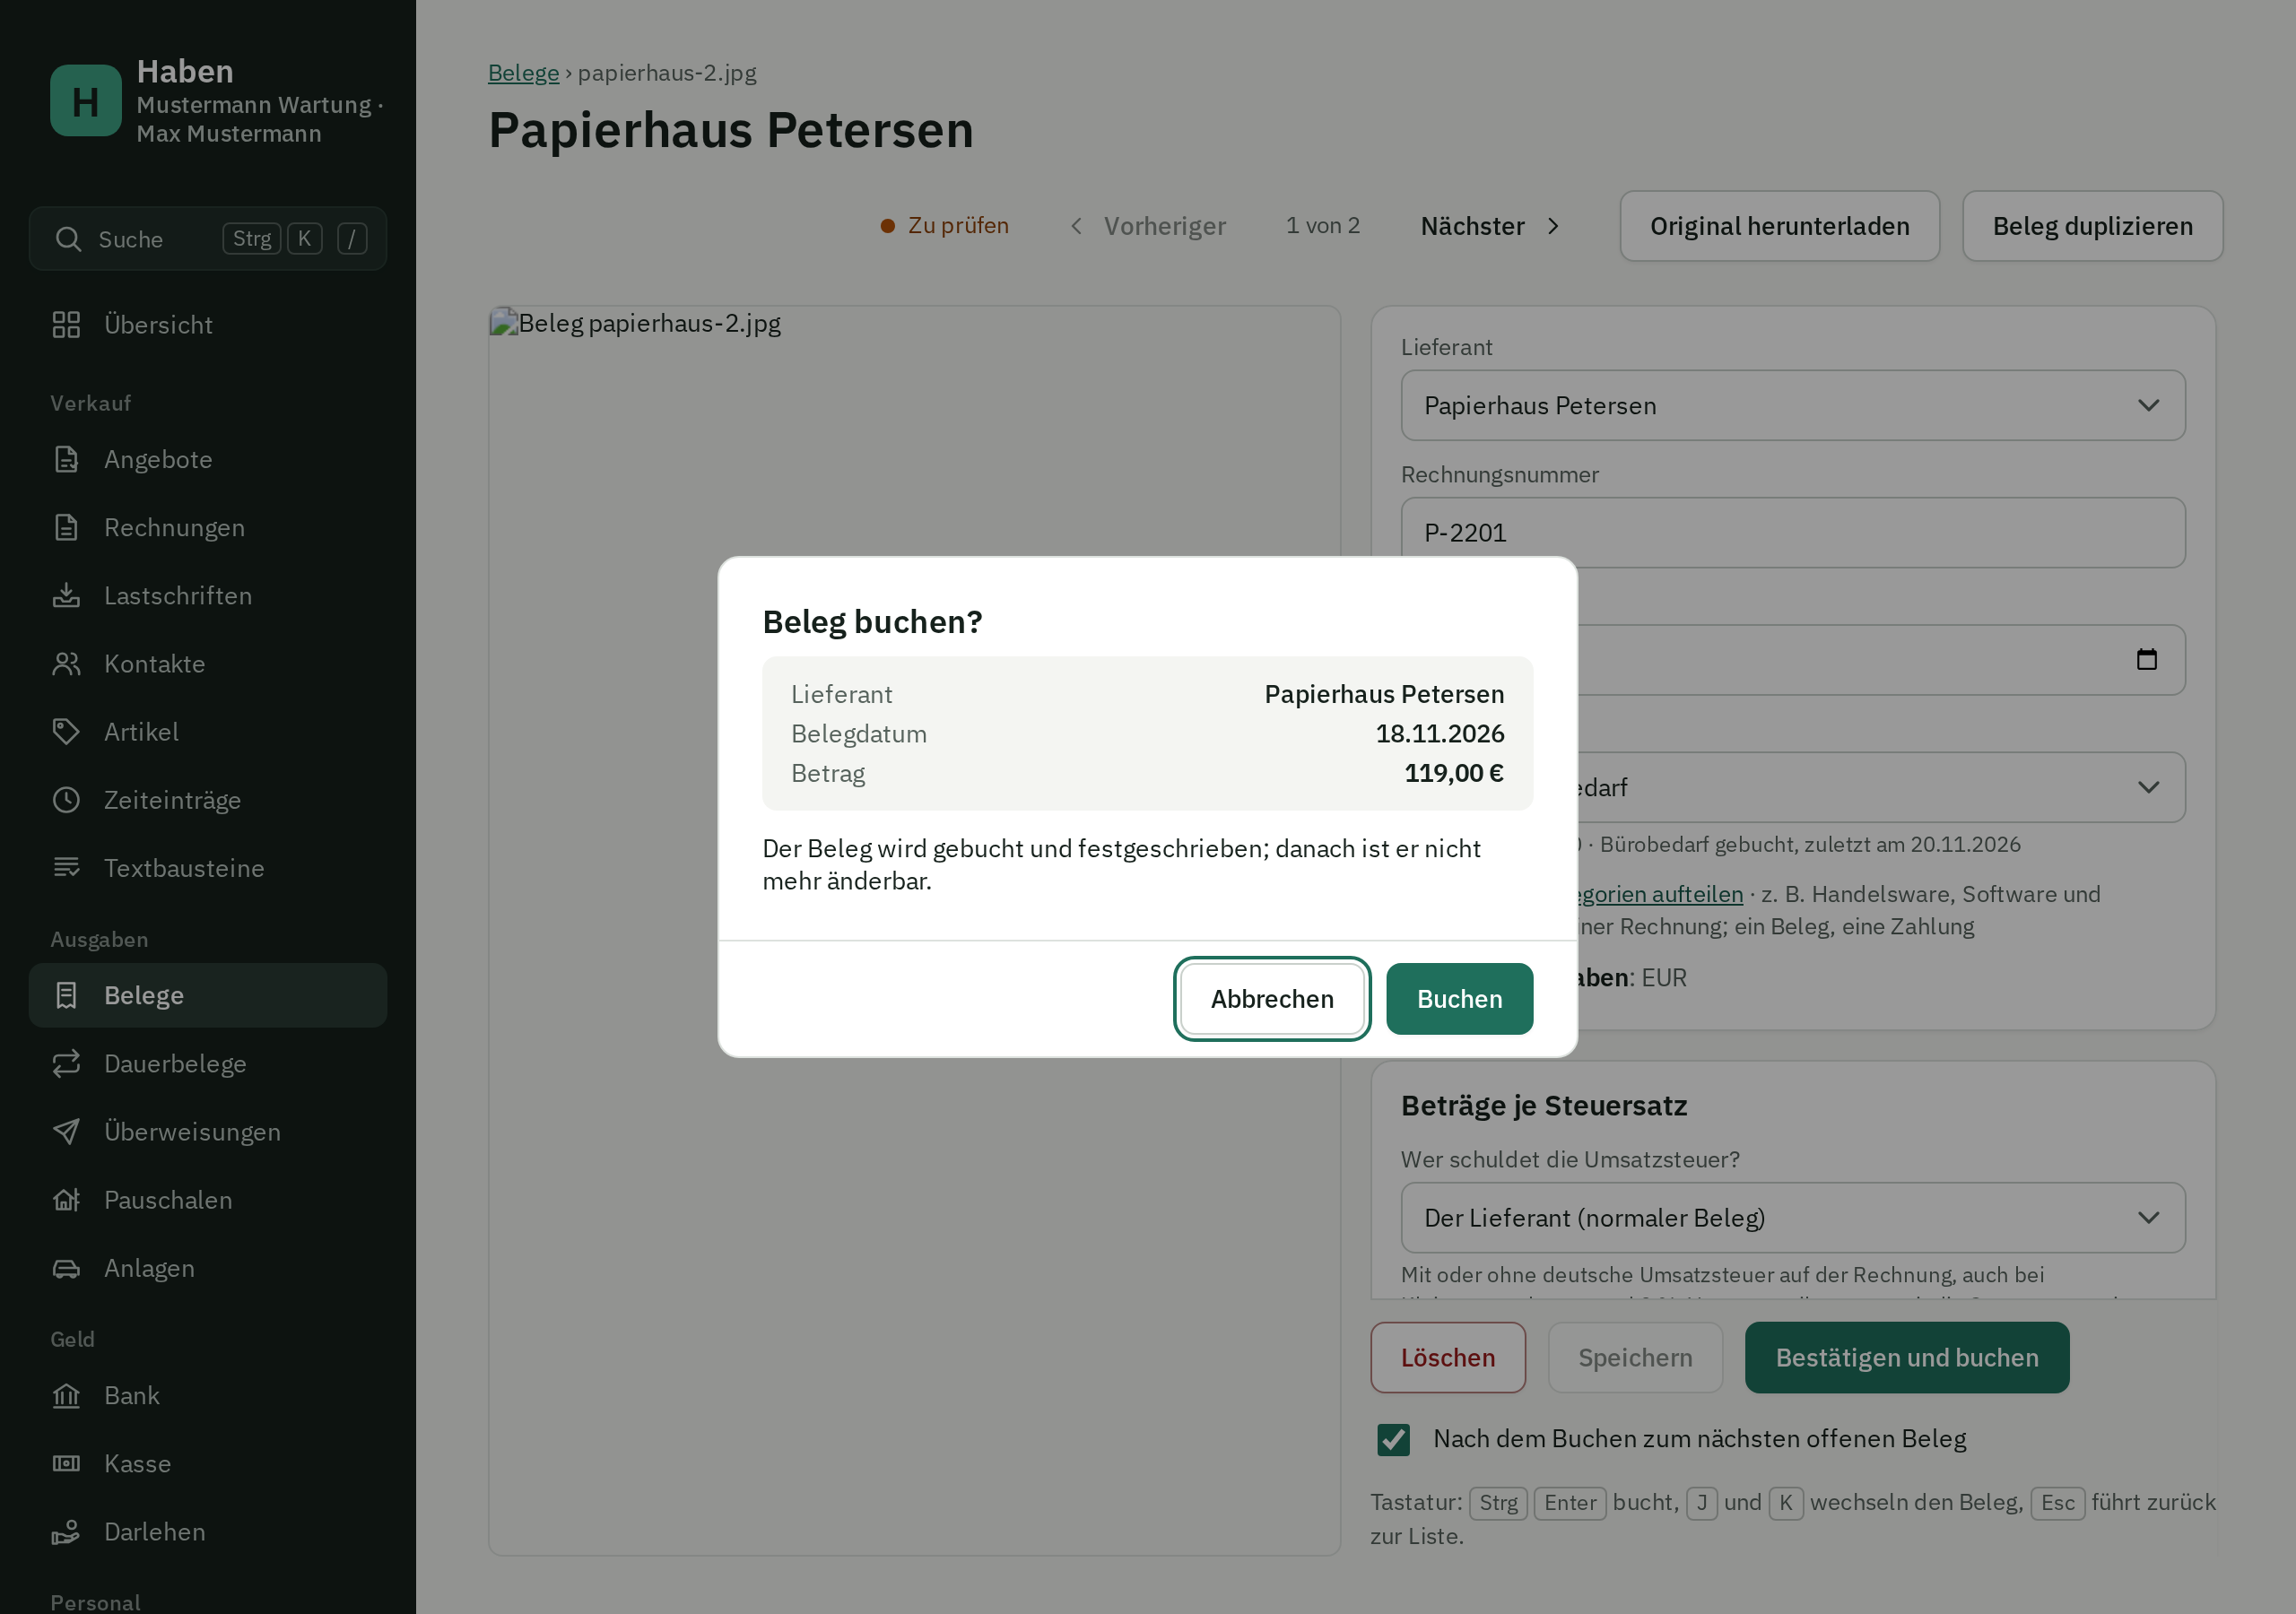 Haben
Mustermann Wartung ·
Max Mustermann
Suche Strg K /
Übersicht
Verkauf
Angebote
Rechnungen
Lastschriften
Kontakte
Artikel
Zeiteinträge
Textbausteine
Ausgaben
Belege
Dauerbelege
Überweisungen
Pauschalen
Anlagen
Geld
Bank
Kasse
Darlehen
Personal
Belege › papierhaus-2.jpg
Papierhaus Petersen
Zu prüfen
Vorheriger
1 von 2
Nächster
Original herunterladen
Beleg duplizieren
Beleg papierhaus-2.jpg
Lieferant
Papierhaus Petersen
Rechnungsnummer
P-2201
· Bürobedarf gebucht, zuletzt am 20.11.2026
aufteilen · z. B. Handelsware, Software und
Rechnung; ein Beleg, eine Zahlung
: EUR
Beträge je Steuersatz
Wer schuldet die Umsatzsteuer?
Der Lieferant (normaler Beleg)
Mit oder ohne deutsche Umsatzsteuer auf der Rechnung, auch bei
Löschen
Speichern
Bestätigen und buchen
Nach dem Buchen zum nächsten offenen Beleg
Tastatur: Strg Enter bucht, J und K wechseln den Beleg, Esc führt zurück
zur Liste.
Beleg buchen?
Lieferant Papierhaus Petersen
Belegdatum 18.11.2026
Betrag 119,00 €
Der Beleg wird gebucht und festgeschrieben; danach ist er nicht
mehr änderbar.
Abbrechen
Buchen